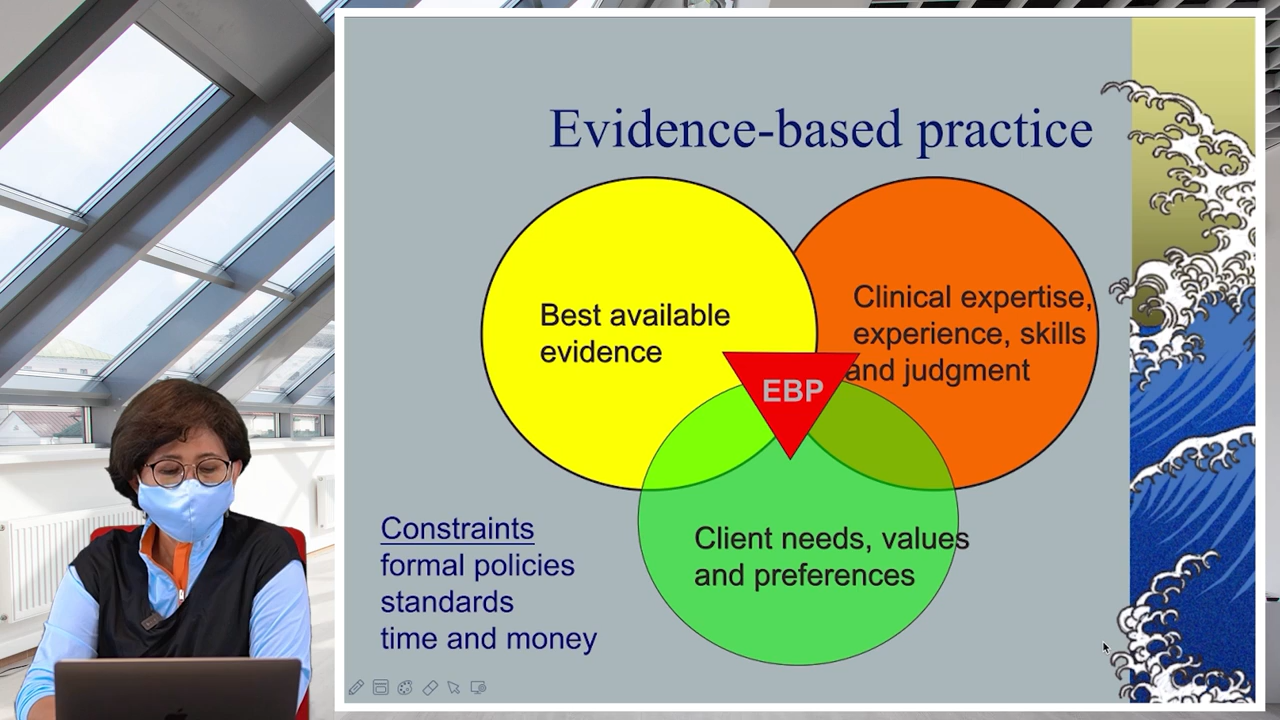 Evidence-based practice
Best available
evidence
Clinical expertise,
experience, skills
and judgment
EBP
Client needs, values
and preferences
Constraints
formal policies
standards
time and money